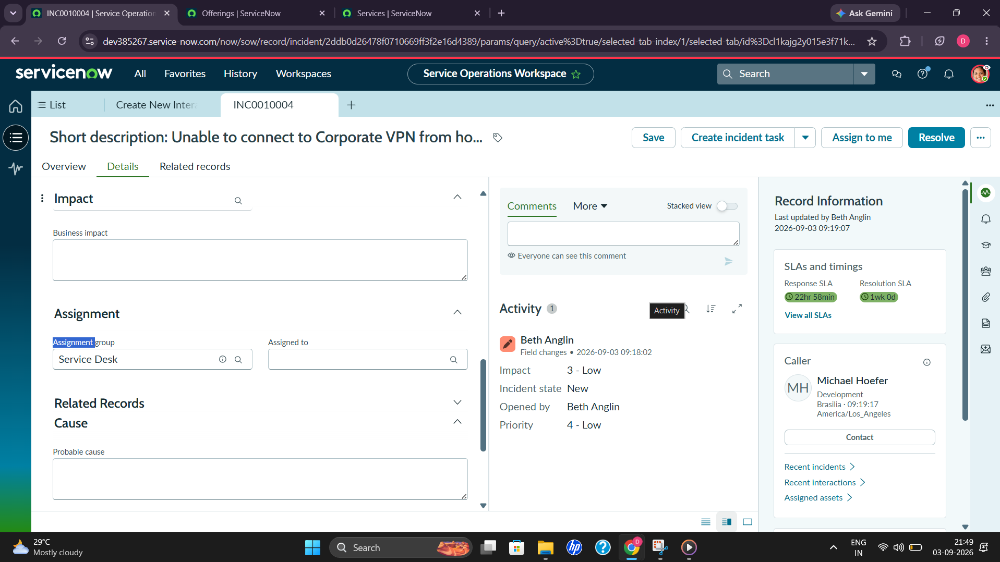 INC0010004 | Service Operation
Offerings | ServiceNow
Services | ServiceNow
Ask Gemini
dev385267.service-now.com/now/sow/record/incident/2ddb0d26478f0710669ff3f2e16d4389/params/query/active%3Dtrue/selected-tab-index/1/selected-tab/id%3Dcl1kajg2y015e3f71k...
D
servicenow
All
Favorites
History
Workspaces
Service Operations Workspace
Search
List
Create New Inter
INC0010004
Short description: Unable to connect to Corporate VPN from ho...
Save
Create incident task
Assign to me
Resolve
Overview
Details
Related records
Impact
Business impact
Assignment
Assignment group
Assigned to
Service Desk
Related Records
Cause
Probable cause
Comments
More
Stacked view
Everyone can see this comment
Activity 1
Activity
Beth Anglin
Field changes • 2026-09-03 09:18:02
Impact 3 - Low
Incident state New
Opened by Beth Anglin
Priority 4 - Low
Record Information
Last updated by Beth Anglin
2026-09-03 09:19:07
SLAs and timings
Response SLA
Resolution SLA
22hr 58min
1wk 0d
View all SLAs
Caller
MH
Michael Hoefer
Development
Brasilia · 09:19:17
America/Los_Angeles
Contact
Recent incidents
Recent interactions
Assigned assets
29°C
Mostly cloudy
Search
hp
D
ENG
IN
21:49
03-09-2026